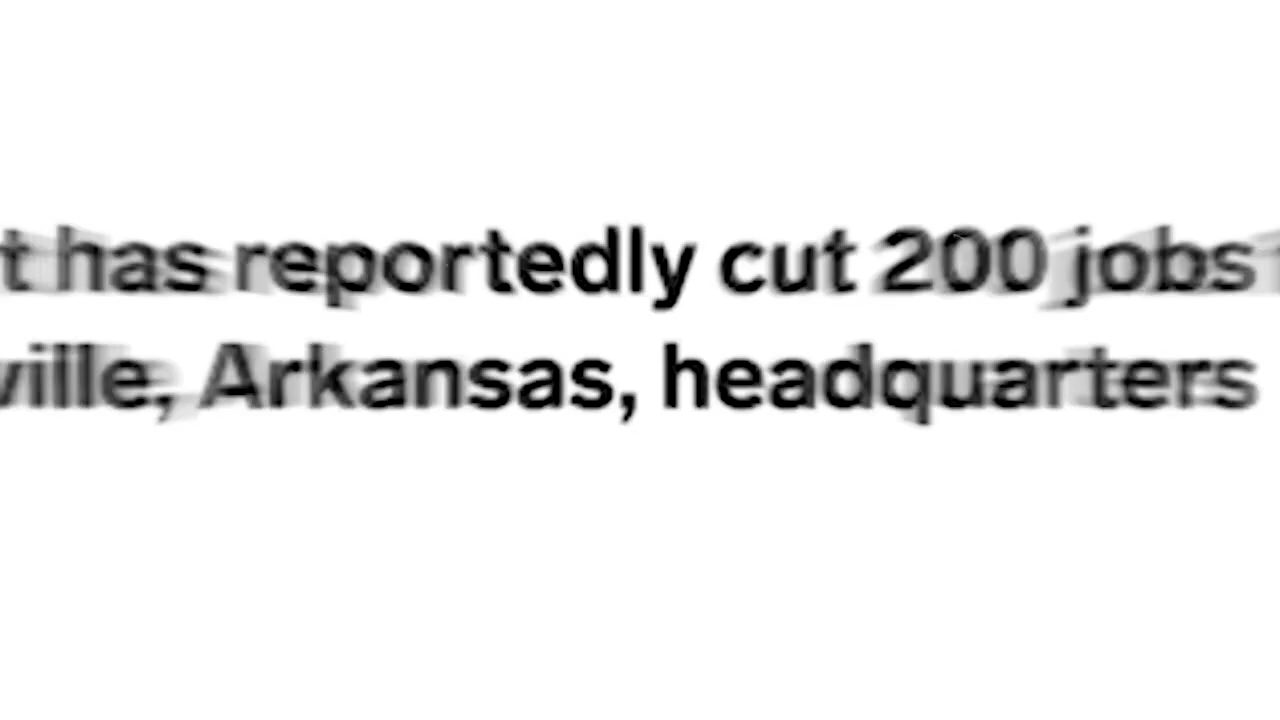 t has reportedly cut 200 jobs
ville, Arkansas, headquarters